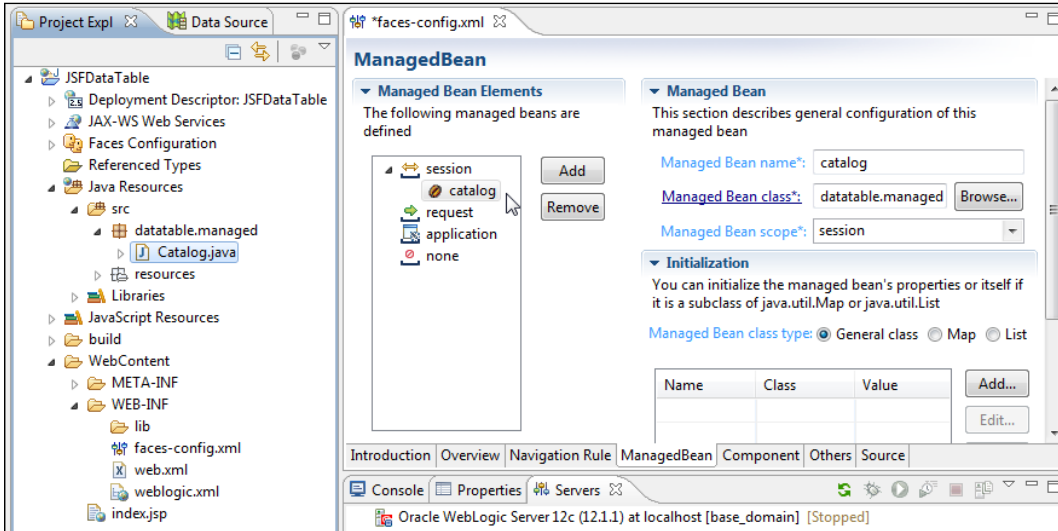 Project Expl
Data Source
JSFDataTable
Deployment Descriptor: JSFDataTable
JAX-WS Web Services
Faces Configuration
Referenced Types
Java Resources
src
datatable.managed
Catalog.java
resources
Libraries
JavaScript Resources
build
WebContent
META-INF
WEB-INF
lib
faces-config.xml
web.xml
weblogic.xml
index.jsp
*faces-config.xml
ManagedBean
Managed Bean Elements
The following managed beans are
defined
session
catalog
request
application
none
Add
Remove
Managed Bean
This section describes general configuration of this
managed bean
Managed Bean name*: catalog
Managed Bean class*: datatable.managed Browse...
Managed Bean scope*: session
Initialization
You can initialize the managed bean's properties or itself if
it is a subclass of java.util.Map or java.util.List
Managed Bean class type: General class Map List
Name Class Value Add...
Edit...
Introduction Overview Navigation Rule ManagedBean Component Others Source
Console Properties Servers
Oracle WebLogic Server 12c (12.1.1) at localhost [base_domain] [Stopped]